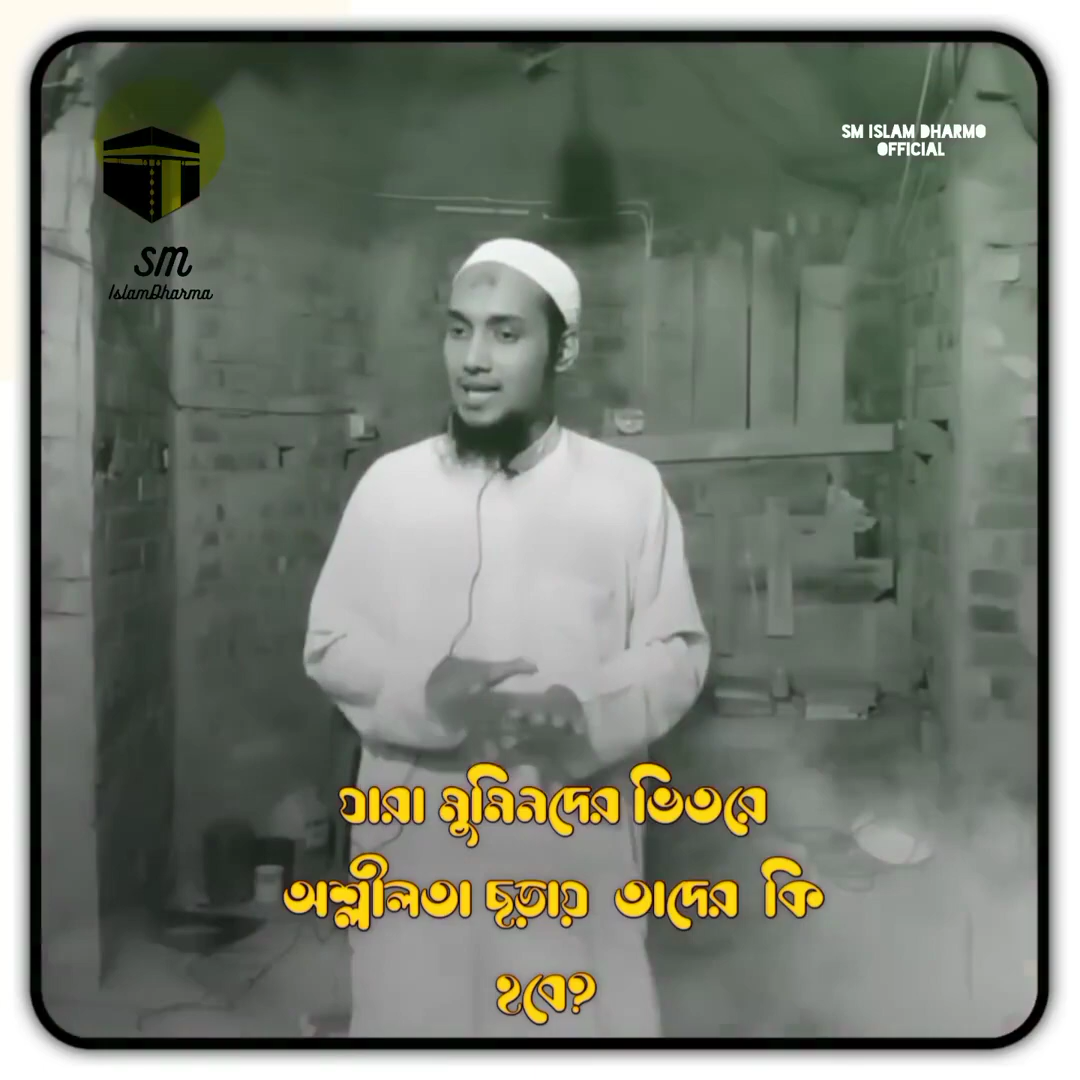 SM ISLAM DHARMO
OFFICIAL
SM
IslamDharma
যারা মুমিনদের ভিতরে
অশ্লীলতা ছড়ায় তাদের কি
হবে?